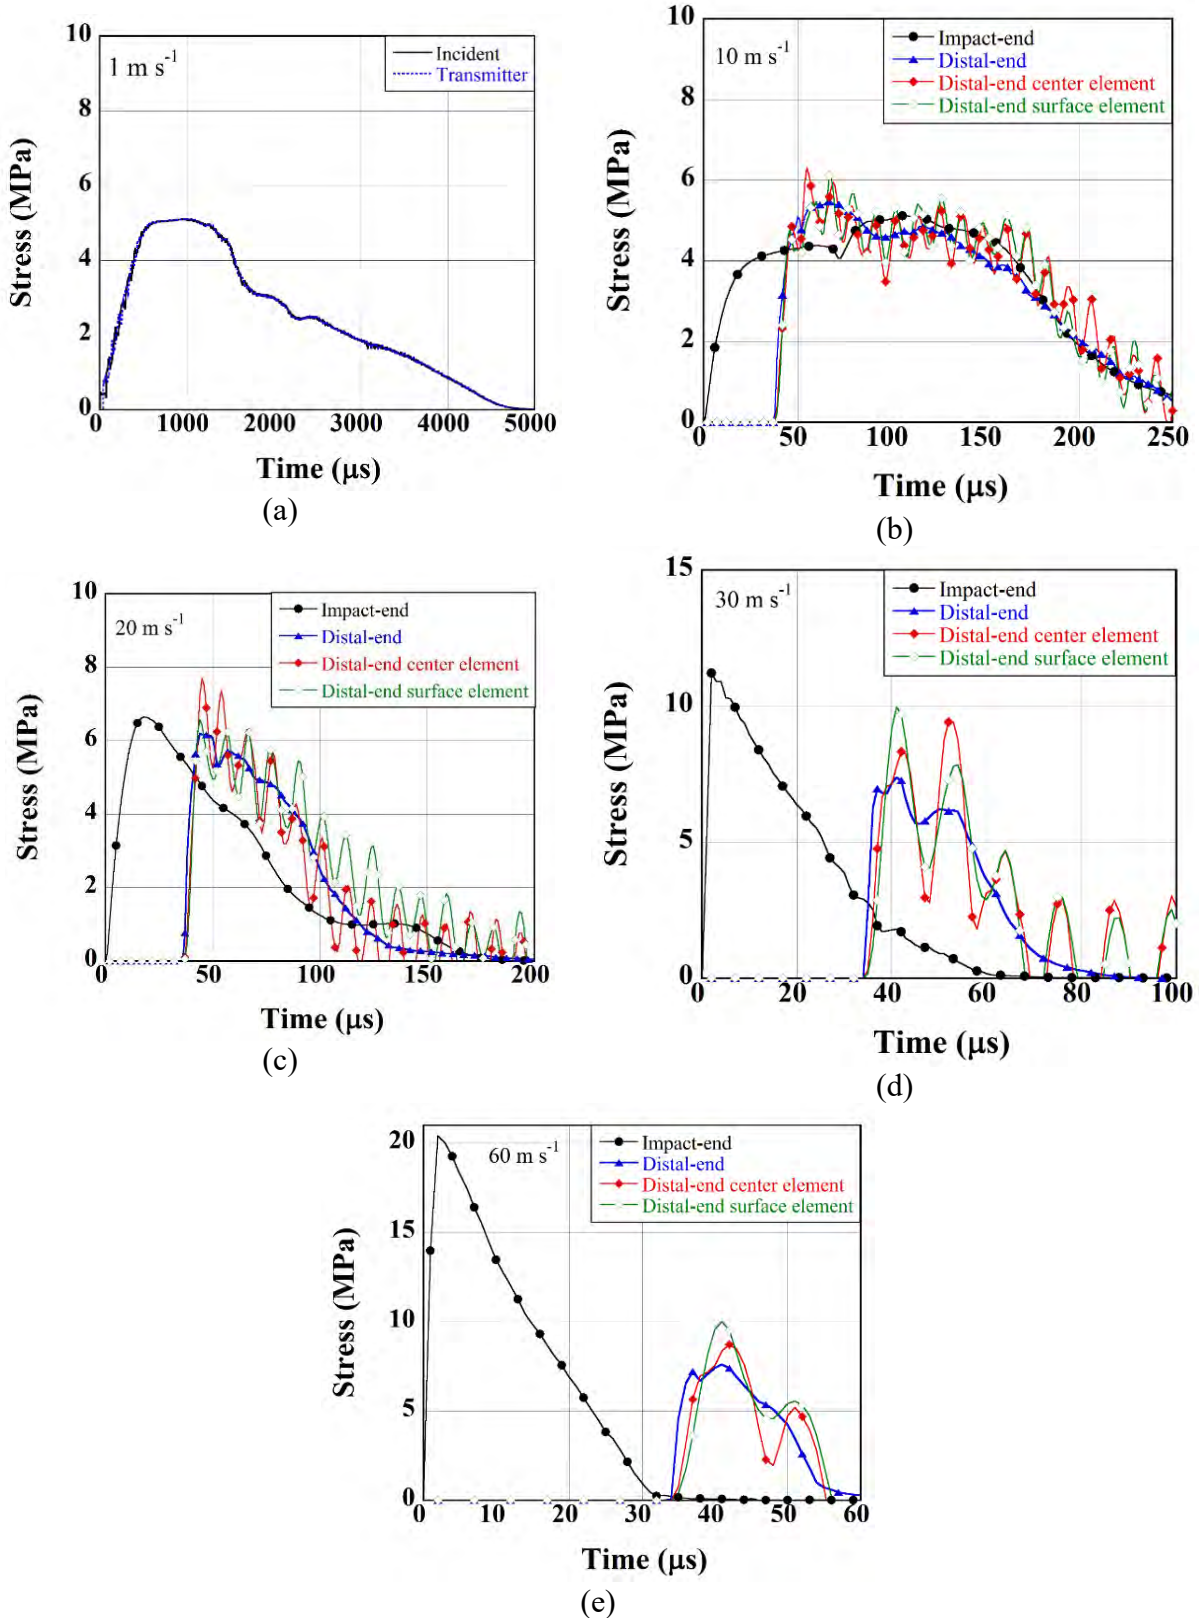 1 m s-1
Incident
Transmitter
10
8
6
4
2
0
0 1000 2000 3000 4000 5000
Stress (MPa)
Time (μs)
(a)
10 m s-1
Impact-end
Distal-end
Distal-end center element
Distal-end surface element
10
8
6
4
2
0
0 50 100 150 200 250
Stress (MPa)
Time (μs)
(b)
20 m s-1
Impact-end
Distal-end
Distal-end center element
Distal-end surface element
10
8
6
4
2
0
0 50 100 150 200
Stress (MPa)
Time (μs)
(c)
30 m s-1
Impact-end
Distal-end
Distal-end center element
Distal-end surface element
15
10
5
0
0 20 40 60 80 100
Stress (MPa)
Time (μs)
(d)
60 m s-1
Impact-end
Distal-end
Distal-end center element
Distal-end surface element
20
15
10
5
0
0 10 20 30 40 50 60
Stress (MPa)
Time (μs)
(e)